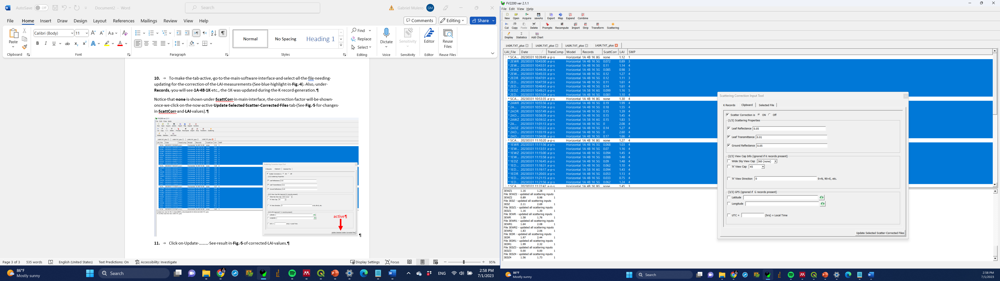 AutoSave Off Document2 - Word Search Gabriel Mulero GM
File Home Insert Draw Design Layout References Mailings Review View Help Comments Editing Share
Paste Calibri (Body) 11 Normal No Spacing Heading 1 Find Replace Select Dictate Sensitivity Editor Reuse Files
Clipboard Font Paragraph Styles Editing Voice Sensitivity Editor Reuse Files
10. → To make the tab active, go to the main software interface and select all the file needing
updating for the correction of the LAI measurements (See blue highlight in Fig. 4). Also, under
Records, you will see 1A 4B 1K etc., the 1K was updated during the K record generation.¶
Notice that none is shown under ScattCorr in main interface, the correction factor will be shown
once we click on the now active Update Selected Scatter-Corrected Files tab (See Fig. 5 for changes
in ScattCorr and LAI values).¶
active¶
¶
11. → Click on Update ……… See result in Fig. 5 of corrected LAI values.¶
Page 3 of 3 535 words English (United States) Text Predictions: On Accessibility: Investigate Display Settings Focus 95%
86°F
Mostly sunny
Search
ENG
2:58 PM
7/1/2023
FV2200 ver 2.1.1
File Edit View Help
New Open Acquire saveAs Export Map Expand Combine
Cut Copy Paste Delete Prompts Recompute Import Strip Transform Scattering
Display Statistics Add Chart
1ADR.TXT_plus 1ADR.TXT_plus 1ADR.TXT_plus 1ADR.TXT_plus
LAI_File Date TransComp Model Records ScattCorr LAI SMP
* SCA... 20230331 10:39:49 a-p-s Horizontal 1A 4B 1K 8G none 1.12 1
* 2EWR 20230331 10:43:00 a-p-s Horizontal 1A 4B 1K 5G 0.072 0.89 3
* 2EW... 20230331 10:43:51 a-p-s Horizontal 1A 4B 1K 5G 0.11 1.14 4
* 2EWZ 20230331 10:44:36 a-p-s Horizontal 1A 4B 1K 5G 0.085 0.98 3
* 2EW... 20230331 10:45:33 a-p-s Horizontal 1A 4B 1K 5G 0.12 1.27 4
* 2EDR 20230331 10:47:01 a-p-s Horizontal 1A 4B 1K 5G 0.12 1.11 3
* 2ED... 20230331 10:47:59 a-p-s Horizontal 1A 4B 1K 5G 0.11 1.61 4
* 2ED... 20230331 10:48:43 a-p-s Horizontal 1A 4B 1K 5G 0.14 1.61 4
* 2EDZ 20230331 10:49:21 a-p-s Horizontal 1A 5B 1K 6G 0.099 1.16 5
* 2ED... 20230331 10:51:04 a-p-s Horizontal 1A 4B 1K 5G 0.081 1.10 4
* SCA... 20230331 10:53:35 a-p-s Horizontal 1A 4B 1K 8G none 1.30 4
* 2AWR 20230331 10:55:56 a-p-s Horizontal 1A 4B 1K 5G 0.19 1.99 4
* 2A... 20230331 10:57:04 a-p-s Horizontal 1A 4B 1K 5G 0.18 1.55 4
* 2ADR 20230331 10:57:49 a-p-s Horizontal 1A 4B 1K 5G 0.15 1.39 4
* 2AD... 20230331 10:58:39 a-p-s Horizontal 1A 4B 1K 5G 0.15 1.45 4
* 2AWZ 20230331 10:59:32 a-p-s Horizontal 1A 5B 1K 6G 0.15 1.83 5
* 2A... 20230331 11:01:13 a-p-s Horizontal 1A 4B 1K 5G 0 2.08 4
* 2ADZ 20230331 11:02:22 a-p-s Horizontal 1A 4B 1K 5G 0.14 1.27 4
* 2AD... 20230331 11:03:19 a-p-s Horizontal 1A 4B 1K 5G 0 2.60 4
* 2AD... 20230331 11:04:08 a-p-s Horizontal 1A 4B 1K 5G 0.17 1.66 4
* SCA... 20230331 11:10:20 a-p-s Horizontal 1A 4B 1K 8G none 1.27 4
* 1EWR 20230331 11:11:56 a-p-s Horizontal 1A 4B 1K 5G 0.068 1.03 4
* 1EW... 20230331 11:13:51 a-p-s Horizontal 1A 4B 1K 5G 0.07 1.16 4
* 1EWZ 20230331 11:15:00 a-p-s Horizontal 1A 4B 1K 5G 0.094 1.45 4
* 1EW... 20230331 11:15:58 a-p-s Horizontal 1A 4B 1K 5G 0.088 1.48 4
* 1EDZ 20230331 11:16:45 a-p-s Horizontal 1A 4B 1K 5G 0.09 1.48 4
* 1ED... 20230331 11:18:31 a-p-s Horizontal 1A 4B 1K 5G 0.062 1.10 4
* 1ED... 20230331 11:19:17 a-p-s Horizontal 1A 5B 1K 6G 0.094 1.43 4
* 1EDR 20230331 11:20:03 a-p-s Horizontal 1A 4B 1K 5G 0.053 1.13 4
* 1ED... 20230331 11:21:15 a-p-s Horizontal 1A 4B 1K 5G 0.033 0.75 4
* 1ED... 20230331 11:21:56 a-p-s Horizontal 1A 4B 1K 5G 0.062 1.24 4
* SCA... 20230331 11:22:42 a-p-s Horizontal 1A 4B 1K 8G none 1.45 3
3EWZ1 1.16 1.28 1
File 3EWZ2 - updated all scattering inputs
3EWZ2 0.89 0.98 1
File 3EDZ - updated all scattering inputs
3EDZ 2.11 2.69 1
File 3EDZ1 - updated all scattering inputs
3EDZ1 1.16 1.30 1
File 3EWR - updated all scattering inputs
3EWR 1.58 1.76 1
File 3EWR1 - updated all scattering inputs
3EWR1 1.64 2.08 1
File 3EWR2 - updated all scattering inputs
3EWR2 1.83 2.06 1
File 3EDR - updated all scattering inputs
3EDR 1.97 2.44 1
File 3EDR1 - updated all scattering inputs
3EDR1 1.99 2.32 1
File 3EDZ3 - updated all scattering inputs
3EDZ3 0.00 0.00 1
File 3EDZ4 - updated all scattering inputs
3EDZ4 1.56 1.73 1
Scattering Correction Input Tool
K Records Clipboard Selected File
Scatter Correction is ON Off
(1/3) Scattering Properties
Leaf Reflectance 0.05
Leaf Transmittance 0.01
Ground Reflectance 0.05
(2/3) View Cap Info (ignored if K records present)
Wide Sky View Cap 360 (none)
'A' View Cap 45
'A' View Direction 0 0=N, 90=E, etc.
(3/3) GPS (ignored if G records present)
Latitude
Longitude
UTC + (hrs) = Local Time
Update Selected Scatter-Corrected Files
86°F
Mostly sunny
Search
2:58 PM
7/1/2023